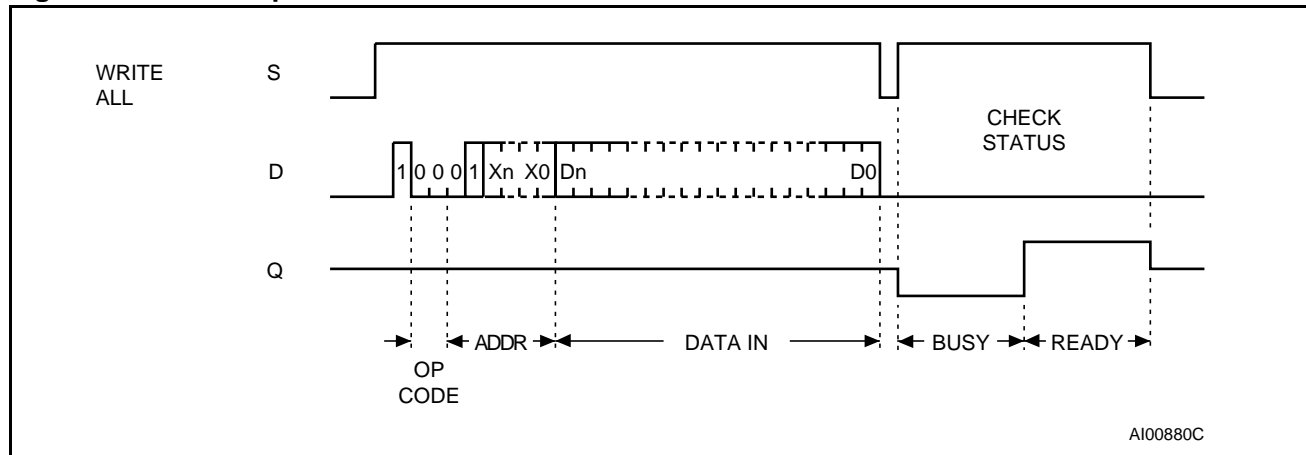 WRITE
ALL
S
CHECK
STATUS
D
1 0 0 0 1 Xn X0 Dn D0
Q
ADDR
DATA IN
BUSY
READY
OP
CODE
AI00880C